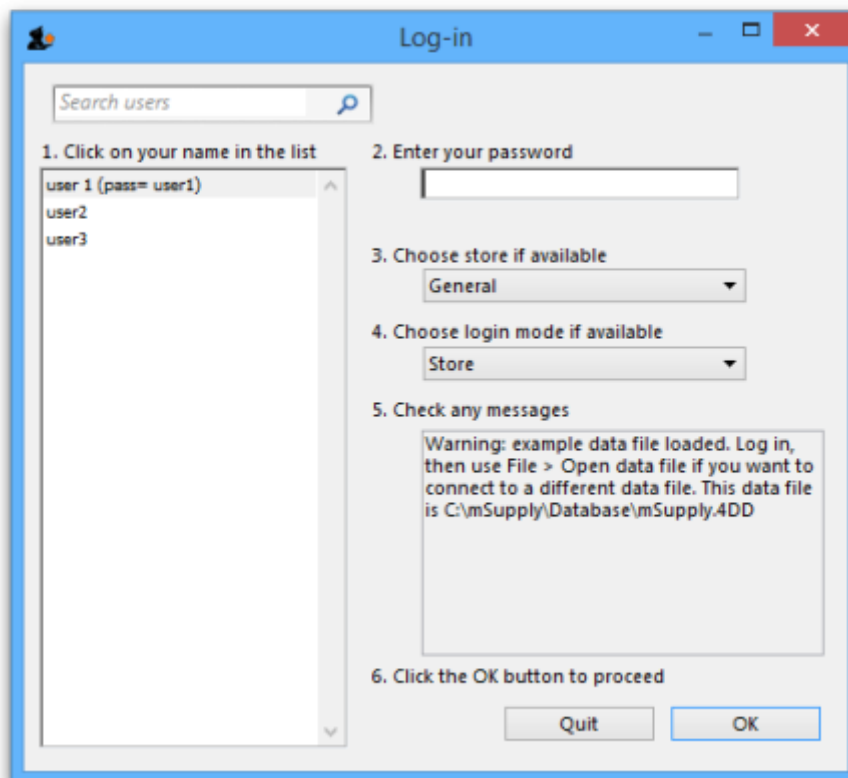 Log-in
Search users
1. Click on your name in the list
user 1 (pass= user1)
user2
user3
2. Enter your password
3. Choose store if available
General
4. Choose login mode if available
Store
5. Check any messages
Warning: example data file loaded. Log in,
then use File > Open data file if you want to
connect to a different data file. This data file
is C:\mSupply\Database\mSupply.4DD
6. Click the OK button to proceed
Quit
OK